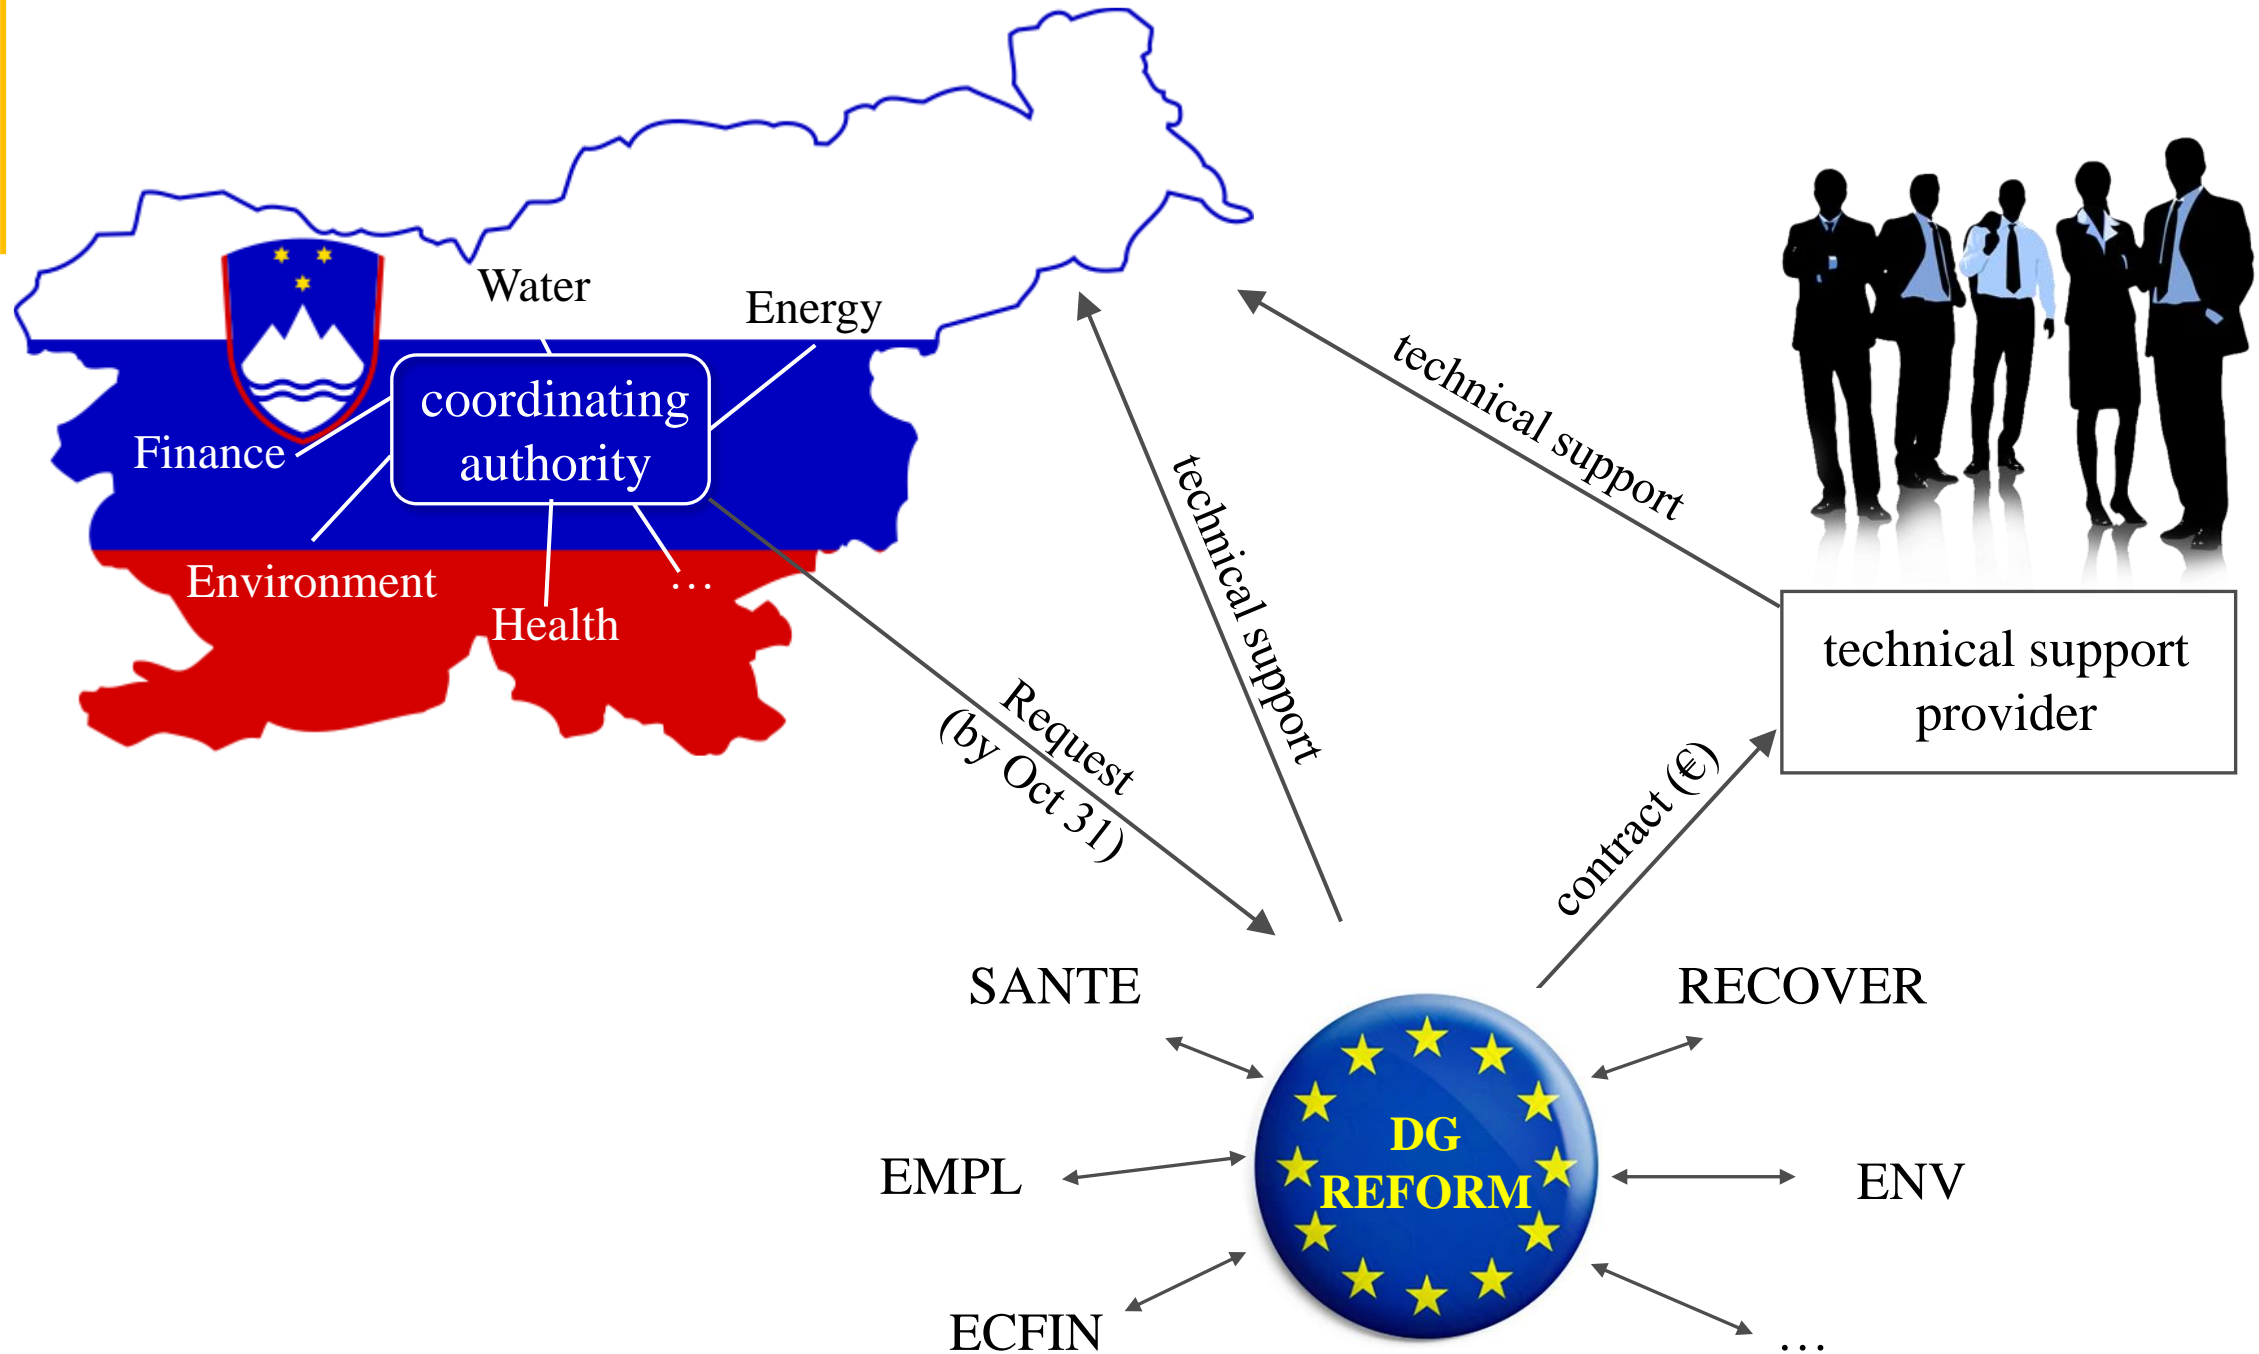 Water
Energy
coordinating
authority
Finance
Environment
Health
…
technical support
technical support
Request
(by Oct 31)
technical support
provider
contract (€)
SANTE
RECOVER
DG
REFORM
EMPL
ENV
ECFIN
…